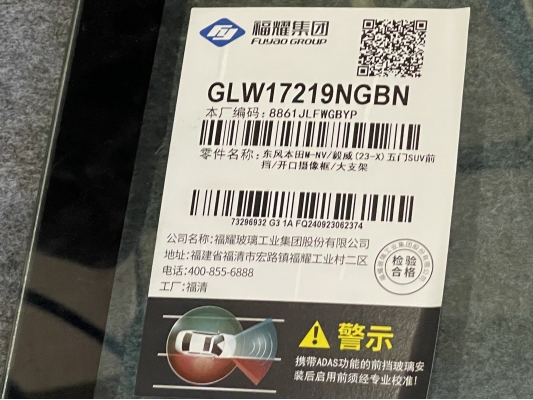 福耀集团
FUYAO GROUP
GLW17219NGBN
本厂编码: 8861JLFWGBYP
零件名称: 东风本田M-NV/毅威(23-X)五门SUV前
挡/开口摄像框/大支架
73296932 G3 1A FQ240923062374
公司名称: 福耀玻璃工业集团股份有限公司
地址: 福建省福清市宏路镇福耀工业村二区
电话: 400-855-6888
工厂: 福清
检验
合格
警示
携带ADAS功能的前挡玻璃安
装后启用前须经专业校准!